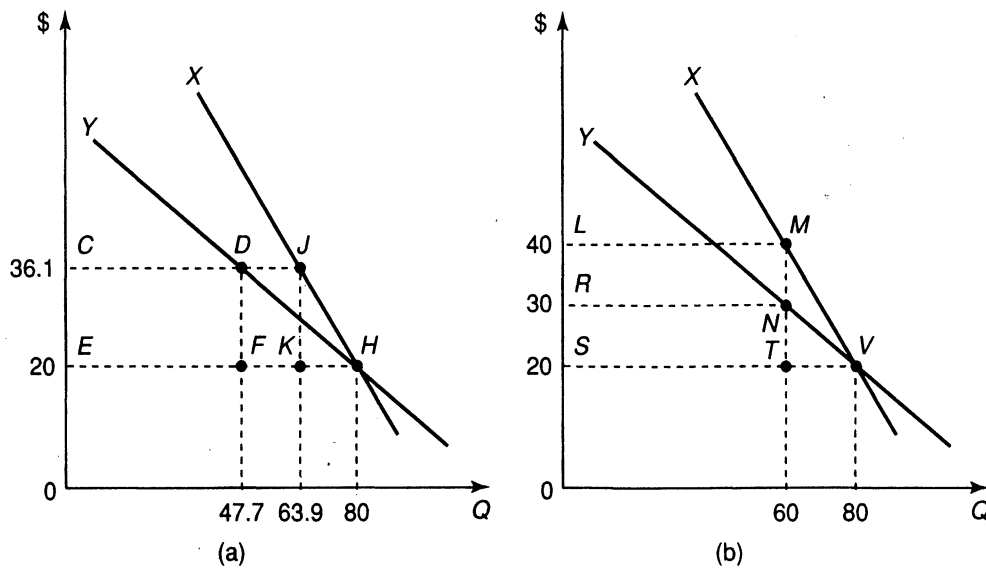 $
X
Y
C D J
36.1
E F K H
20
0
47.7 63.9 80 Q
(a)
$
X
Y
L M
40
R
30
N
S T V
20
0
60 80 Q
(b)